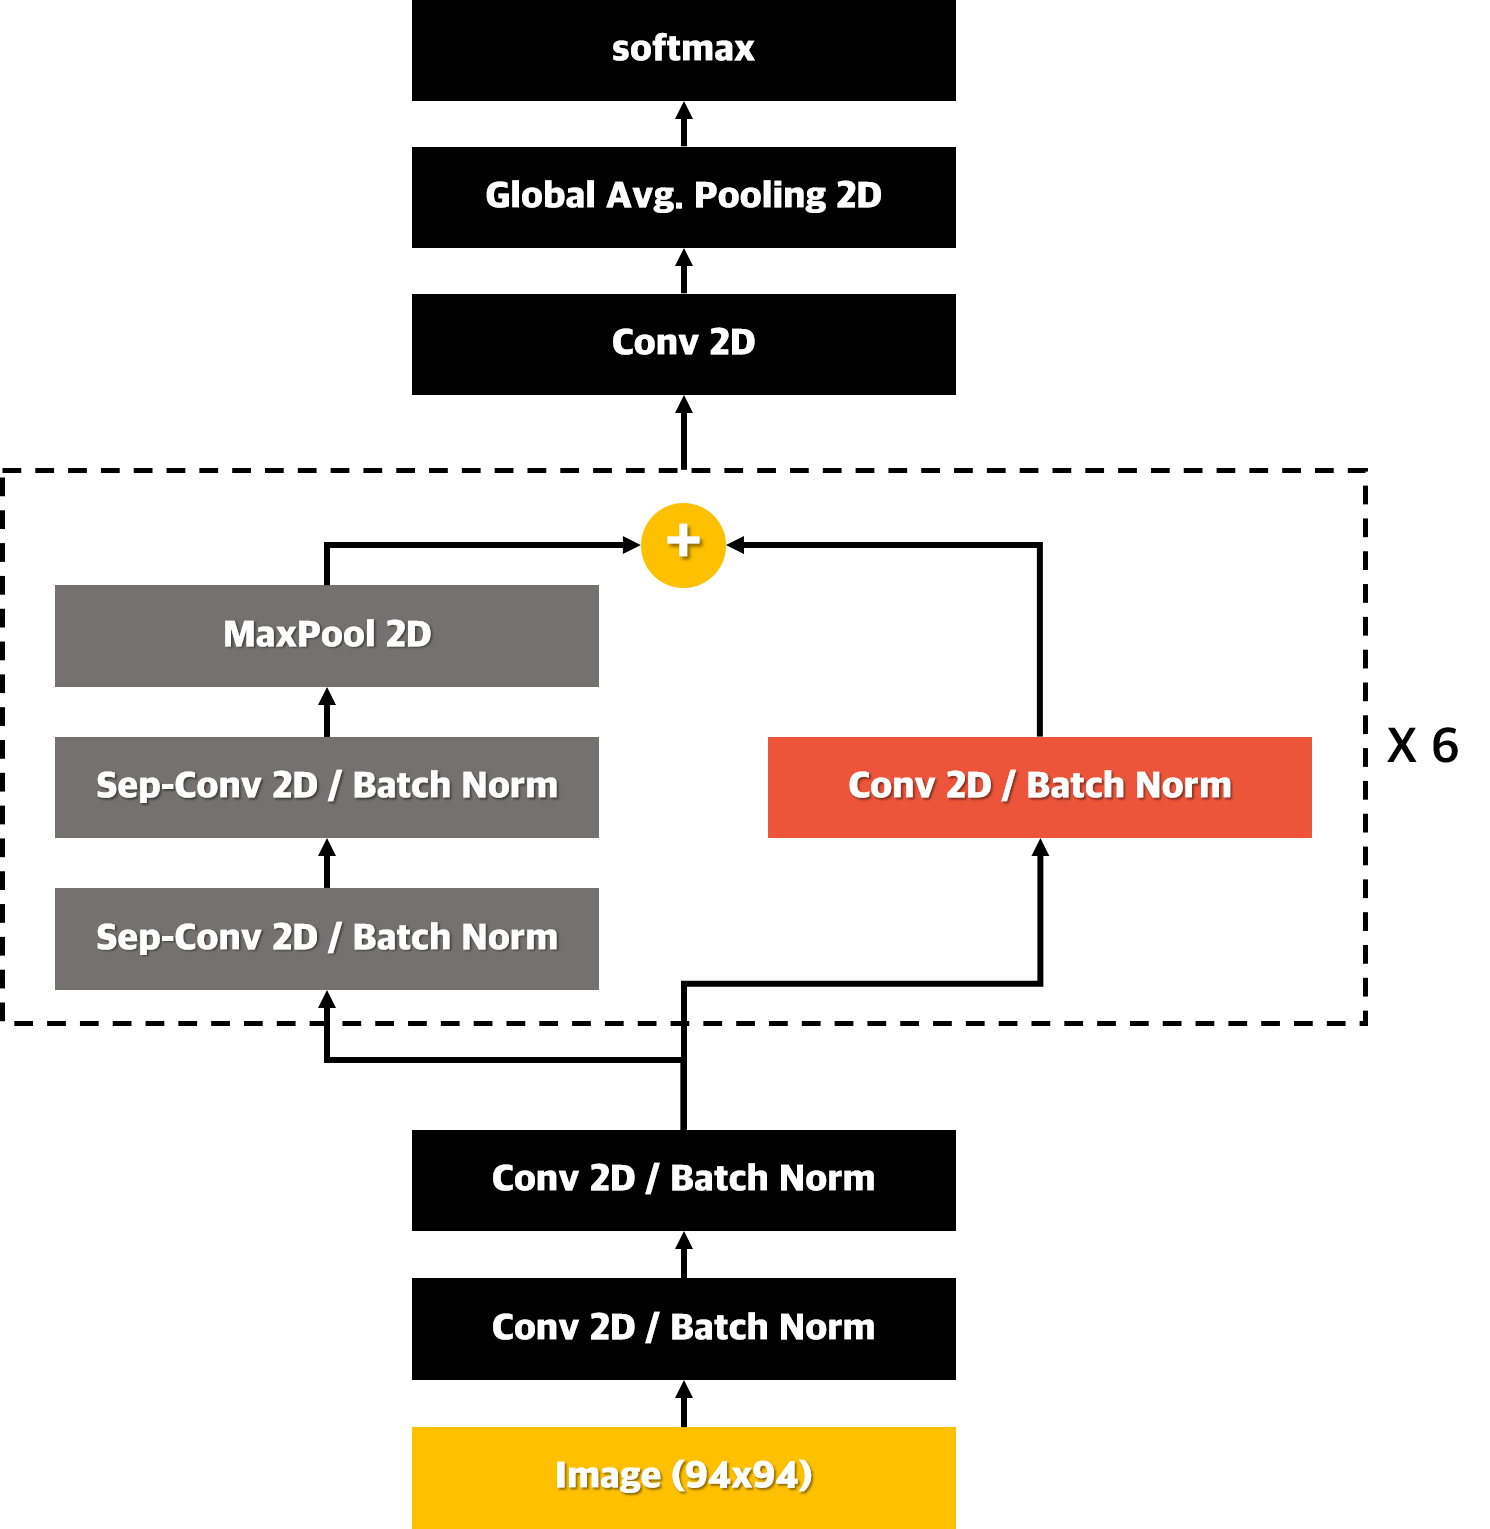 softmax
Global Avg. Pooling 2D
Conv 2D
+
MaxPool 2D
Sep-Conv 2D / Batch Norm
Conv 2D / Batch Norm
X 6
Sep-Conv 2D / Batch Norm
Conv 2D / Batch Norm
Conv 2D / Batch Norm
Image (94x94)